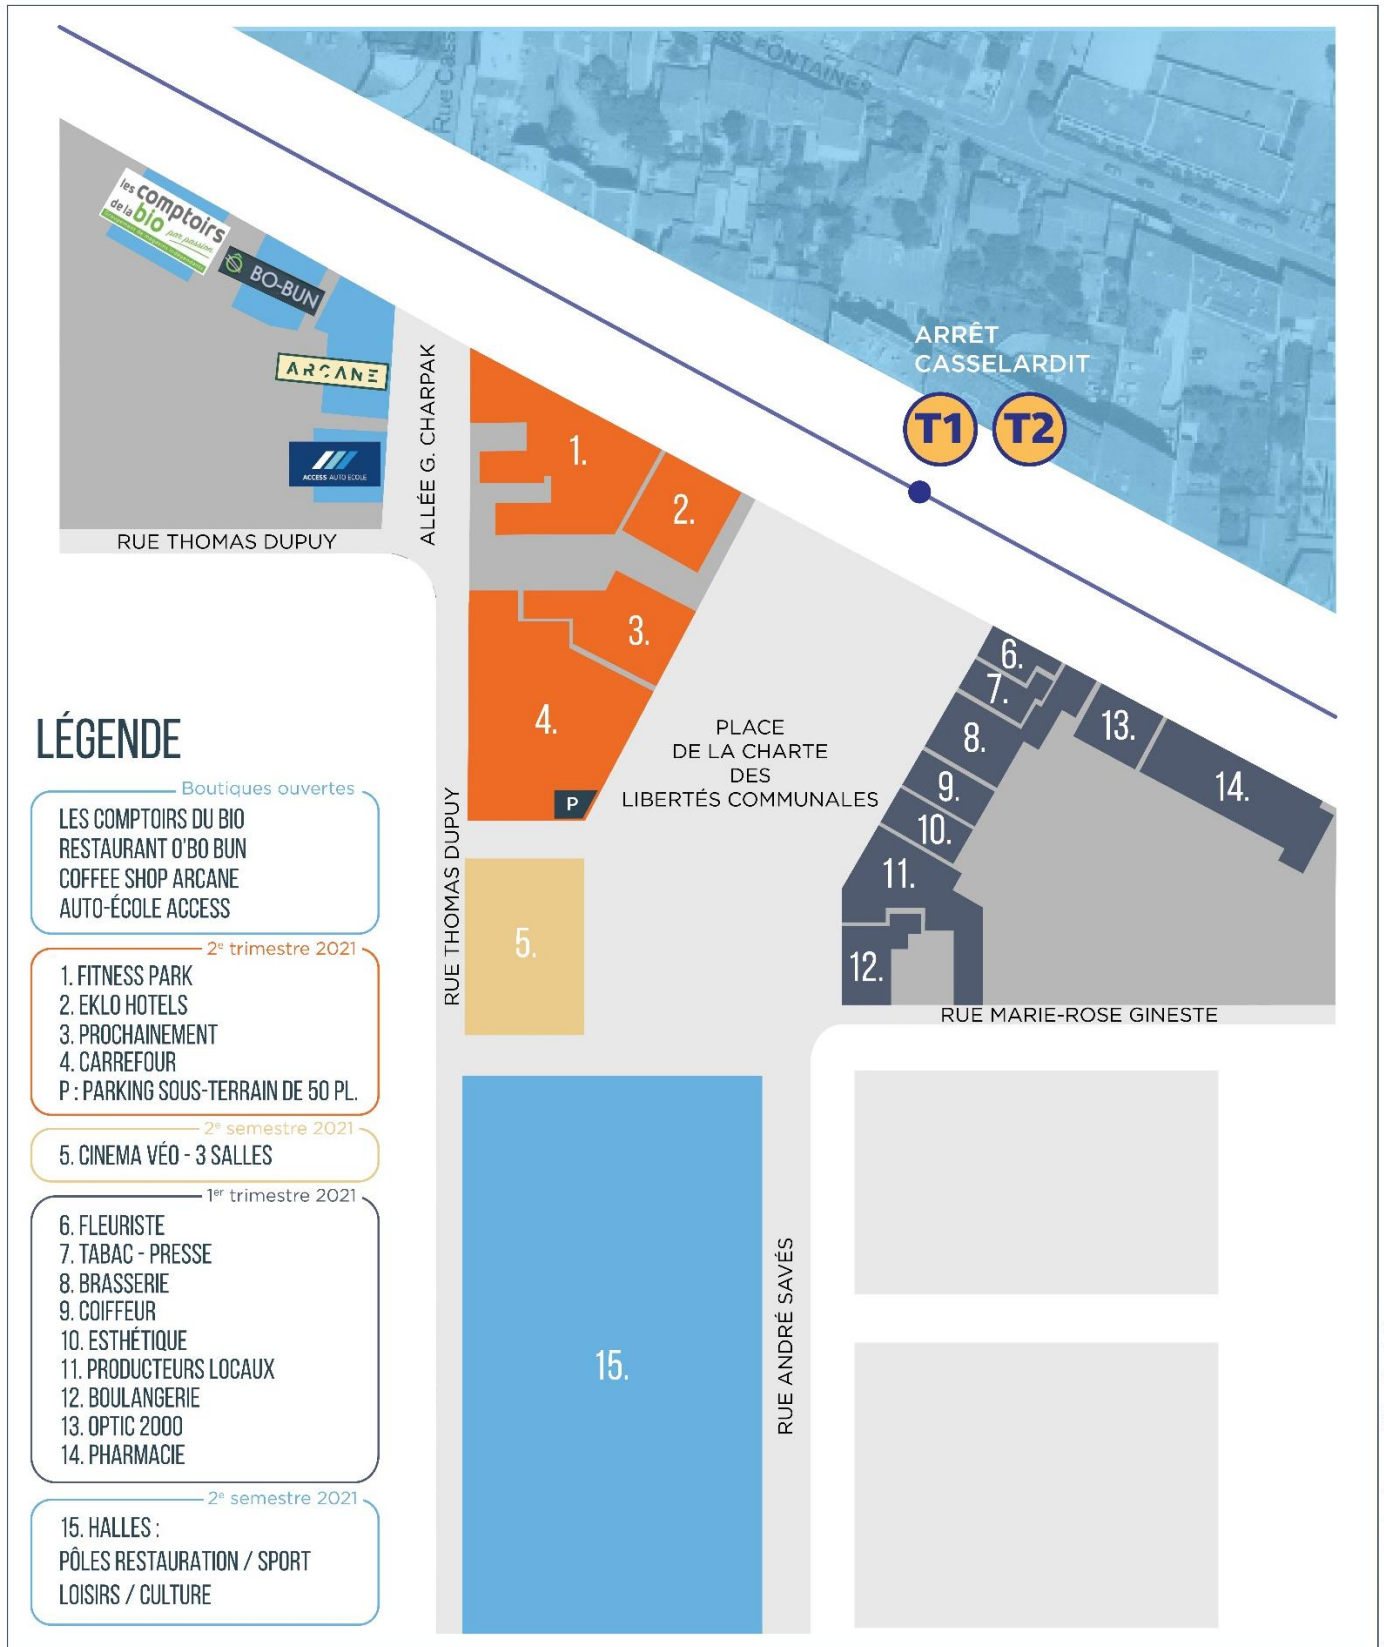 Rue Cass
S. FONTAINES
les comptoirs
de la bio
par passion
BO-BUN
ARCANE
ACCESS AUTO ECOLE
ALLÉE G. CHARPAK
RUE THOMAS DUPUY
ARRÊT
CASSELARDIT
T1 T2
1.
2.
3.
4.
P
5.
6.
7.
8.
9.
10.
11.
12.
13.
14.
PLACE
DE LA CHARTE
DES
LIBERTÉS COMMUNALES
RUE THOMAS DUPUY
RUE MARIE-ROSE GINESTE
RUE ANDRÉ SAVÉS
15.
LÉGENDE
Boutiques ouvertes
LES COMPTOIRS DU BIO
RESTAURANT O'BO BUN
COFFEE SHOP ARCANE
AUTO-ÉCOLE ACCESS
2e trimestre 2021
1. FITNESS PARK
2. EKLO HOTELS
3. PROCHAINEMENT
4. CARREFOUR
P : PARKING SOUS-TERRAIN DE 50 PL.
2e semestre 2021
5. CINEMA VÉO - 3 SALLES
1er trimestre 2021
6. FLEURISTE
7. TABAC - PRESSE
8. BRASSERIE
9. COIFFEUR
10. ESTHÉTIQUE
11. PRODUCTEURS LOCAUX
12. BOULANGERIE
13. OPTIC 2000
14. PHARMACIE
2e semestre 2021
15. HALLES :
PÔLES RESTAURATION / SPORT
LOISIRS / CULTURE